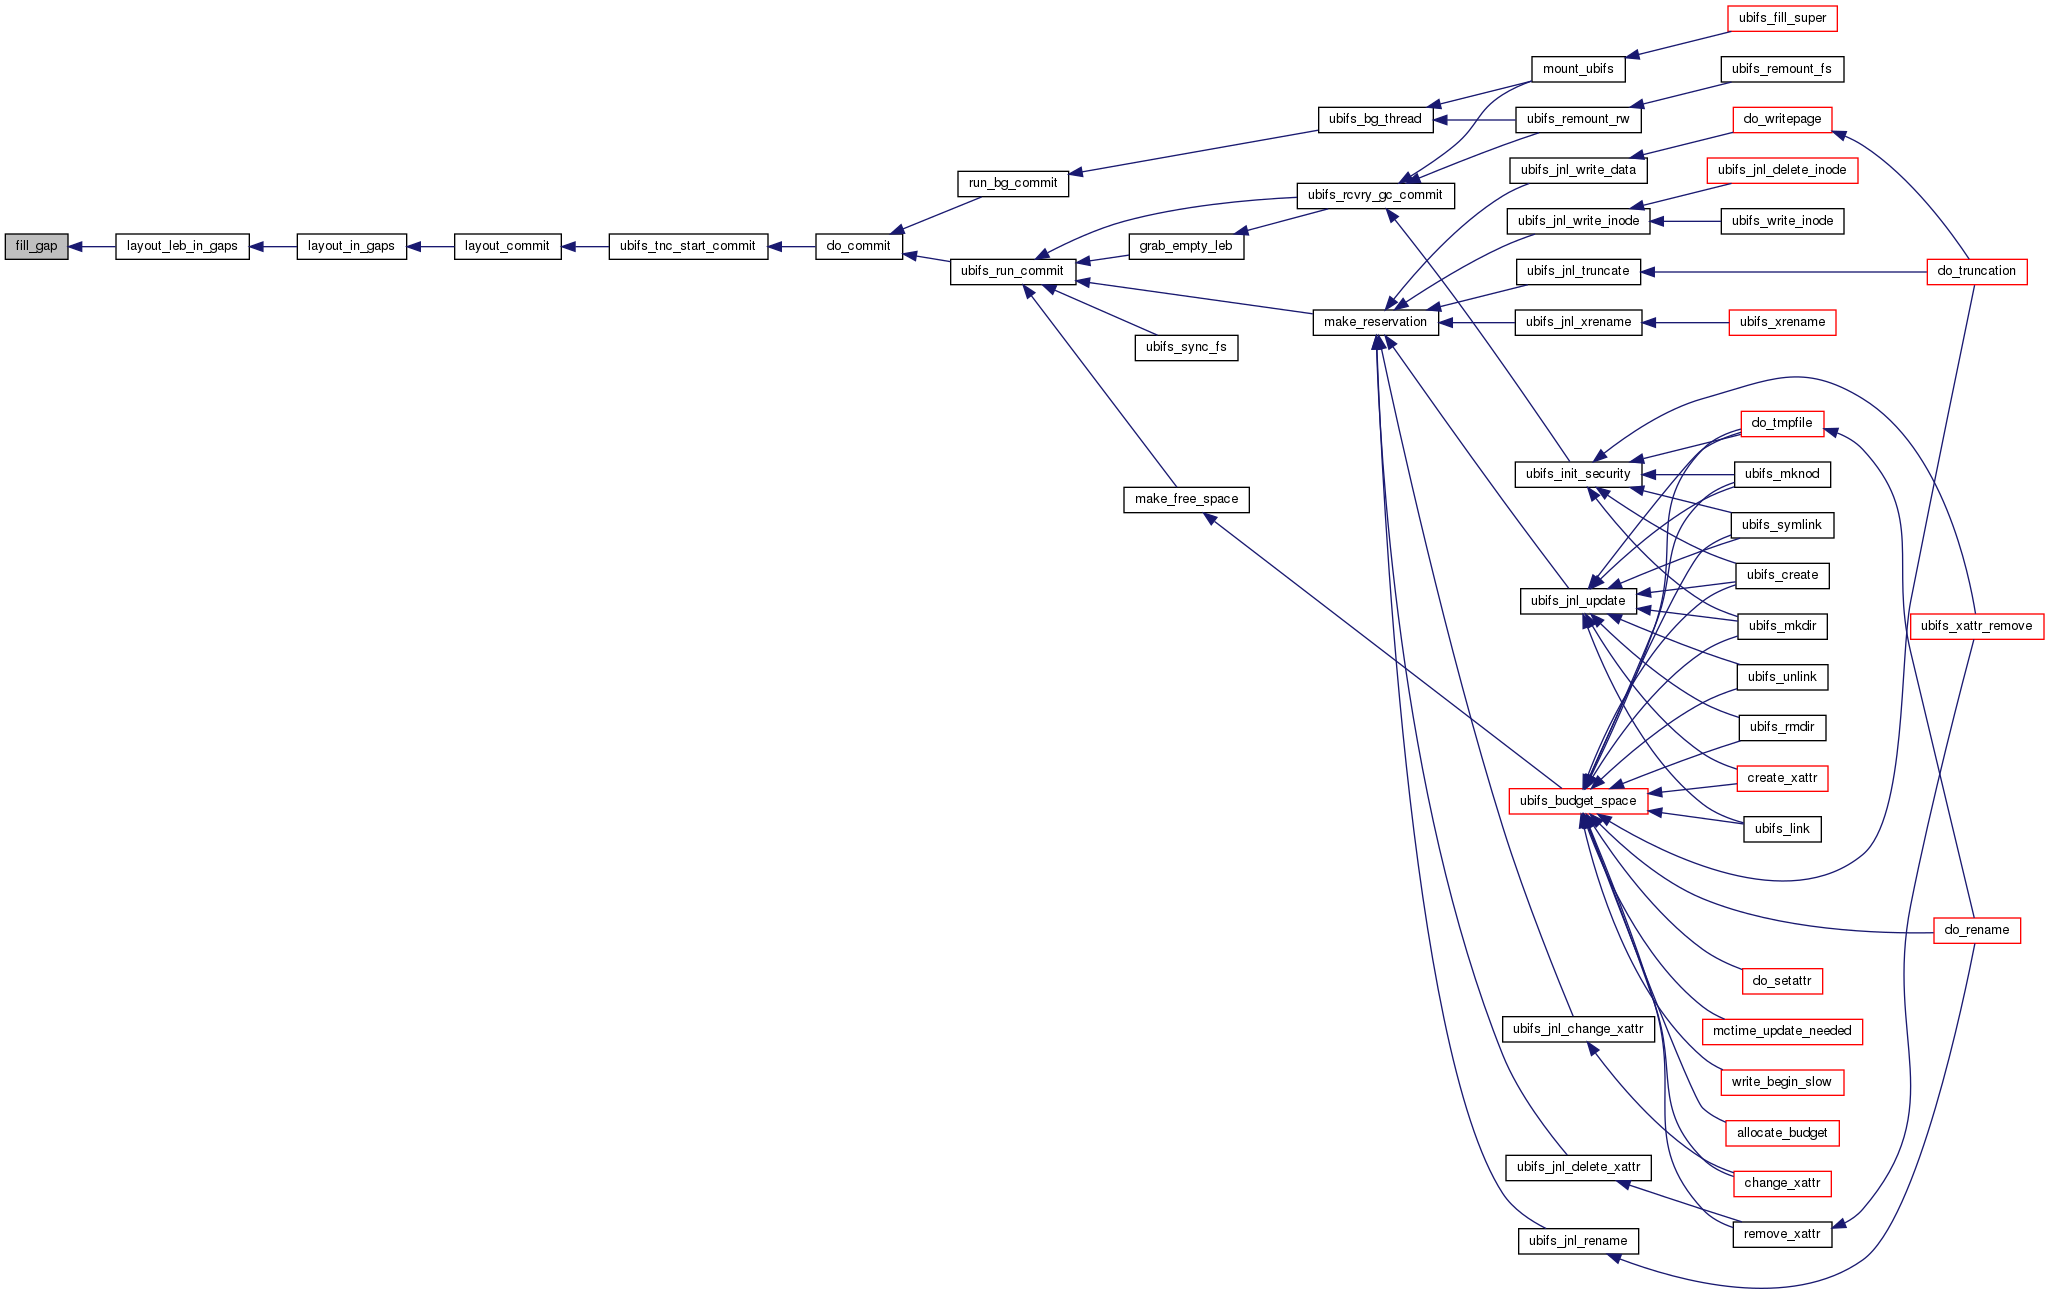 fill_gap
layout_leb_in_gaps
layout_in_gaps
layout_commit
ubifs_tnc_start_commit
do_commit
run_bg_commit
ubifs_run_commit
ubifs_bg_thread
ubifs_rcvry_gc_commit
grab_empty_leb
make_reservation
ubifs_sync_fs
make_free_space
mount_ubifs
ubifs_remount_rw
ubifs_jnl_write_data
ubifs_jnl_write_inode
ubifs_jnl_truncate
ubifs_jnl_xrename
ubifs_init_security
ubifs_jnl_update
ubifs_budget_space
ubifs_jnl_change_xattr
ubifs_jnl_delete_xattr
ubifs_jnl_rename
ubifs_fill_super
ubifs_remount_fs
do_writepage
ubifs_jnl_delete_inode
ubifs_write_inode
ubifs_xrename
do_tmpfile
ubifs_mknod
ubifs_symlink
ubifs_create
ubifs_mkdir
ubifs_unlink
ubifs_rmdir
create_xattr
ubifs_link
do_setattr
mctime_update_needed
write_begin_slow
allocate_budget
change_xattr
remove_xattr
do_truncation
ubifs_xattr_remove
do_rename